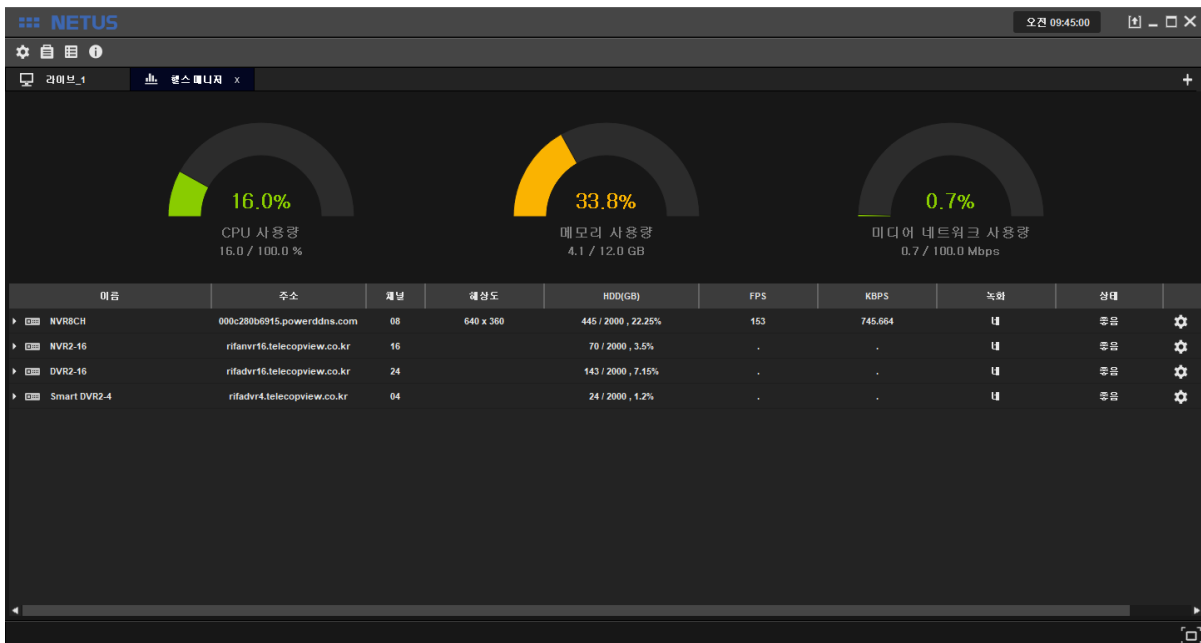 NETUS 오전 09:45:00
라이브_1 헬스 매니저 x
16.0% 33.8% 0.7%
CPU 사용량 메모리 사용량 미디어 네트워크 사용량
16.0 / 100.0 % 4.1 / 12.0 GB 0.7 / 100.0 Mbps
이름 주소 채널 해상도 HDD(GB) FPS KBPS 녹화 상태
NVR8CH 000c280b6915.powerddns.com 08 640 x 360 445 / 2000 , 22.25% 153 745.664 네 좋음
NVR2-16 rifanvr16.telecopview.co.kr 16 70 / 2000 , 3.5% . . 네 좋음
DVR2-16 rifadvr16.telecopview.co.kr 24 143 / 2000 , 7.15% . . 네 좋음
Smart DVR2-4 rifadvr4.telecopview.co.kr 04 24 / 2000 , 1.2% . . 네 좋음